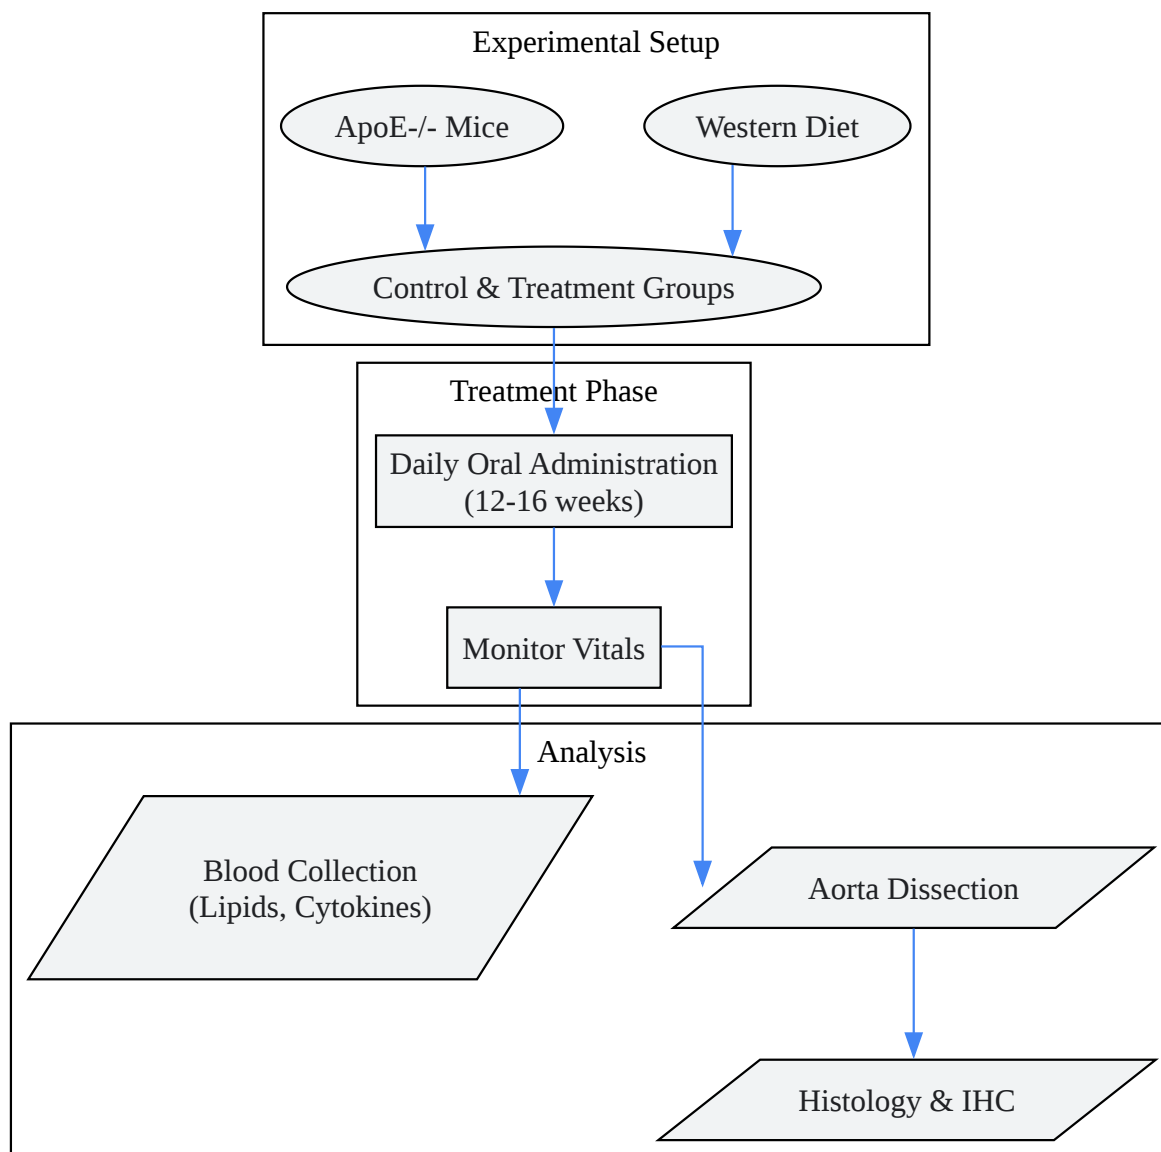 Experimental Setup
ApoE-/- Mice
Western Diet
Control & Treatment Groups
Treatment Phase
Daily Oral Administration
(12-16 weeks)
Monitor Vitals
Analysis
Blood Collection
(Lipids, Cytokines)
Aorta Dissection
Histology & IHC